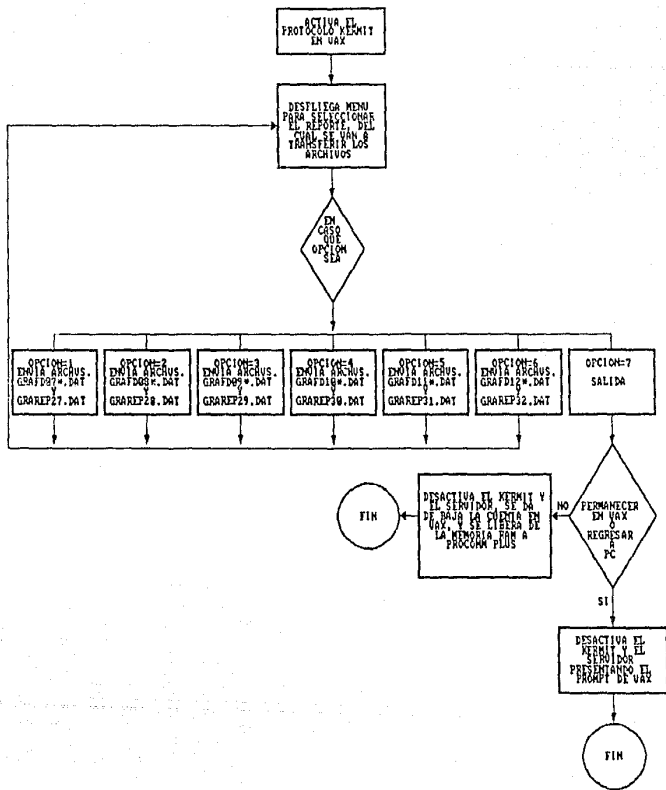 ACTIVA EL
PROTOCOLO KERMIT
EN VAX
DESPLIEGA MENU
PARA SELECCIONAR
EL REPORTE, DEL
CUAL SE VAN A
TRANSFERIR LOS
ARCHIVOS
EN
CASO
QUE
OPCION
SEA
OPCION=1
ENVIA ARCHVS.
GRAFD07*.DAT
Y
GRAREP27.DAT
OPCION=2
ENVIA ARCHVS.
GRAFD08*.DAT
Y
GRAREP28.DAT
OPCION=3
ENVIA ARCHVS.
GRAFD09*.DAT
Y
GRAREP29.DAT
OPCION=4
ENVIA ARCHVS.
GRAFD10*.DAT
Y
GRAREP30.DAT
OPCION=5
ENVIA ARCHVS.
GRAFD11*.DAT
Y
GRAREP31.DAT
OPCION=6
ENVIA ARCHVS.
GRAFD12*.DAT
Y
GRAREP32.DAT
OPCION=7
SALIDA
PERMANECER
EN VAX
O
REGRESAR
A
PC
NO
DESACTIVA EL KERMIT Y
EL SERVIDOR, SE DA
DE BAJA LA CUENTA EN
VAX, Y SE LIBERA DE
LA MEMORIA RAM A
PROCOMM PLUS
FIN
SI
DESACTIVA EL
KERMIT Y EL
SERVIDOR
PRESENTANDO EL
PROMPT DE VAX
FIN